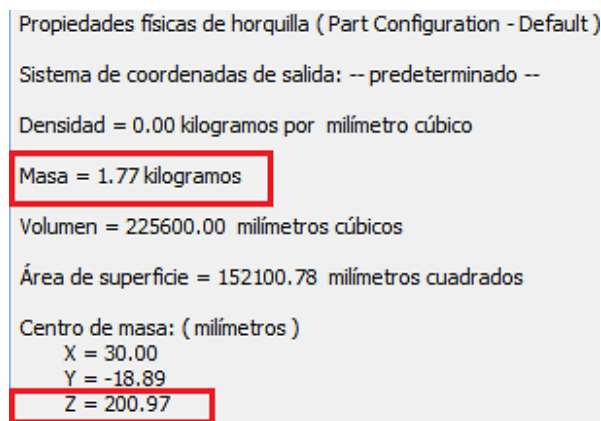 Propiedades físicas de horquilla ( Part Configuration - Default )
Sistema de coordenadas de salida: -- predeterminado --
Densidad = 0.00 kilogramos por milímetro cúbico
Masa = 1.77 kilogramos
Volumen = 225600.00 milímetros cúbicos
Área de superficie = 152100.78 milímetros cuadrados
Centro de masa: ( milímetros )
X = 30.00
Y = -18.89
Z = 200.97